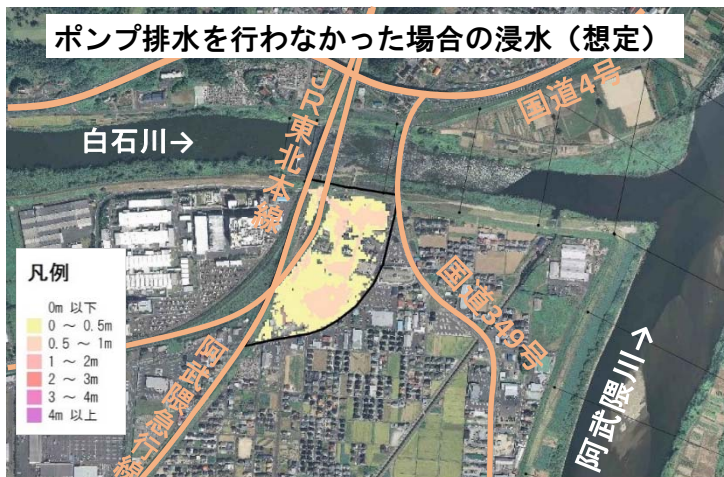 ポンプ排水を行わなかった場合の浸水（想定）
JR東北本線
国道4号
白石川→
凡例
0m 以下
0 ～ 0.5m
0.5 ～ 1m
1 ～ 2m
2 ～ 3m
3 ～ 4m
4m 以上
国道349号
阿武隈急行線
阿武隈川→